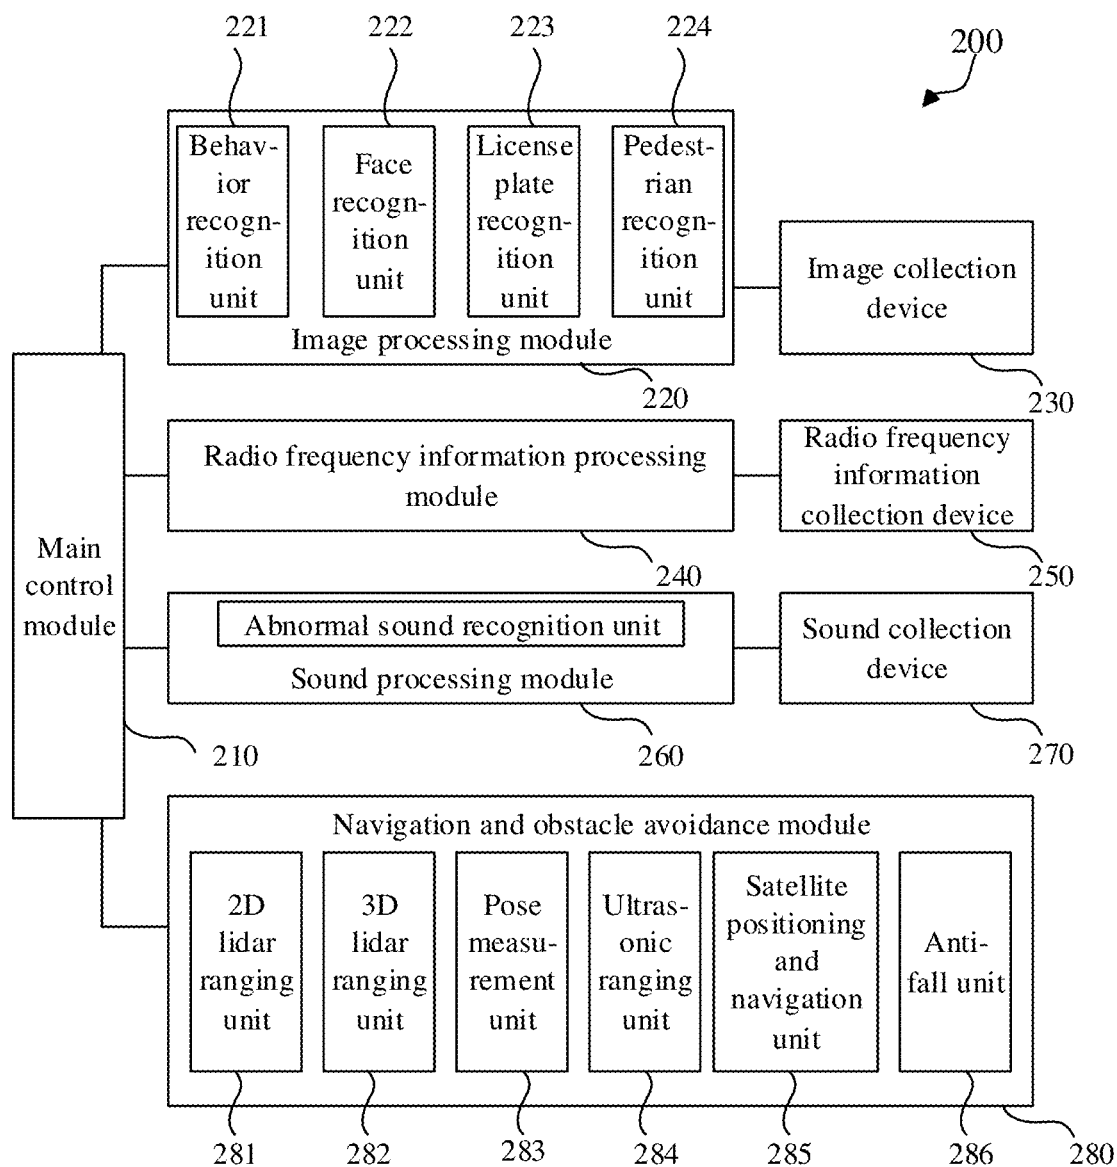 221
222
223
224
200
Behav-
ior
recogn-
ition
unit
Face
recogn-
ition
unit
License
plate
recogn-
ition
unit
Pedest-
rian
recogn-
ition
unit
Image processing module
Image collection
device
220
230
Radio frequency information processing
module
Radio frequency
information
collection device
240
250
Main
control
module
Abnormal sound recognition unit
Sound processing module
Sound collection
device
210
260
270
Navigation and obstacle avoidance module
2D
lidar
ranging
unit
3D
lidar
ranging
unit
Pose
measu-
rement
unit
Ultras-
onic
ranging
unit
Satellite
positioning
and
navigation
unit
Anti-
fall unit
281
282
283
284
285
286
280